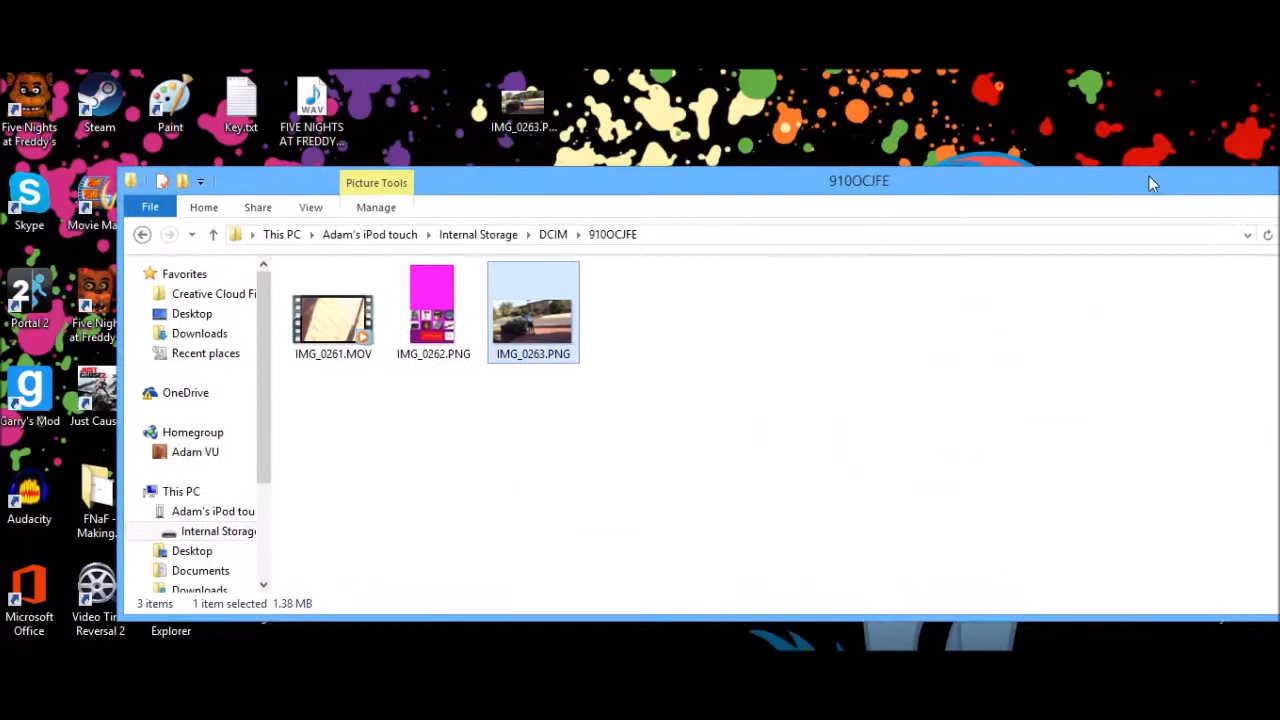 Five Nights
at Freddy's
Steam
Paint
Key.txt
WAV
FIVE NIGHTS
AT FREDDY...
IMG_0263.P...
Skype
Movie Ma
2
Portal 2
Five Nigh
at Freddy
g
Garry's Mod
Just Caus
Audacity
FNaF -
Making.
Microsoft
Office
Video Ti
Reversal 2
Explorer
Picture Tools
910OCJFE
File
Home
Share
View
Manage
This PC
Adam's iPod touch
Internal Storage
DCIM
910OCJFE
Favorites
Creative Cloud Fi
Desktop
Downloads
Recent places
OneDrive
Homegroup
Adam VU
This PC
Adam's iPod tou
Internal Storage
Desktop
Documents
Downloads
IMG_0261.MOV
IMG_0262.PNG
IMG_0263.PNG
3 items
1 item selected 1.38 MB